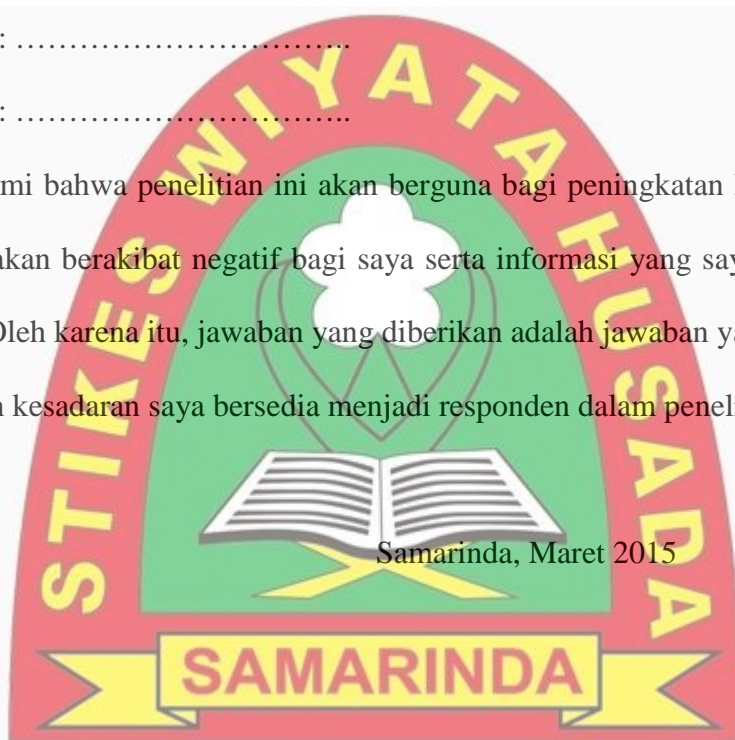 : …………………………..
: …………………………..
mi bahwa penelitian ini akan berguna bagi peningkatan
akan berakibat negatif bagi saya serta informasi yang say
Oleh karena itu, jawaban yang diberikan adalah jawaban ya
n kesadaran saya bersedia menjadi responden dalam penel
Samarinda, Maret 2015
STIKES WIYATA HUSADA
SAMARINDA